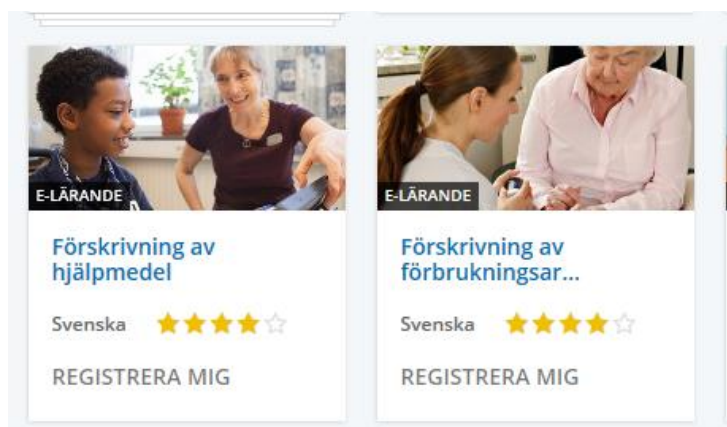 E-LÄRANDE
Förskrivning av
hjälpmedel
Svenska
REGISTRERA MIG
E-LÄRANDE
Förskrivning av
förbrukningsar...
Svenska
REGISTRERA MIG